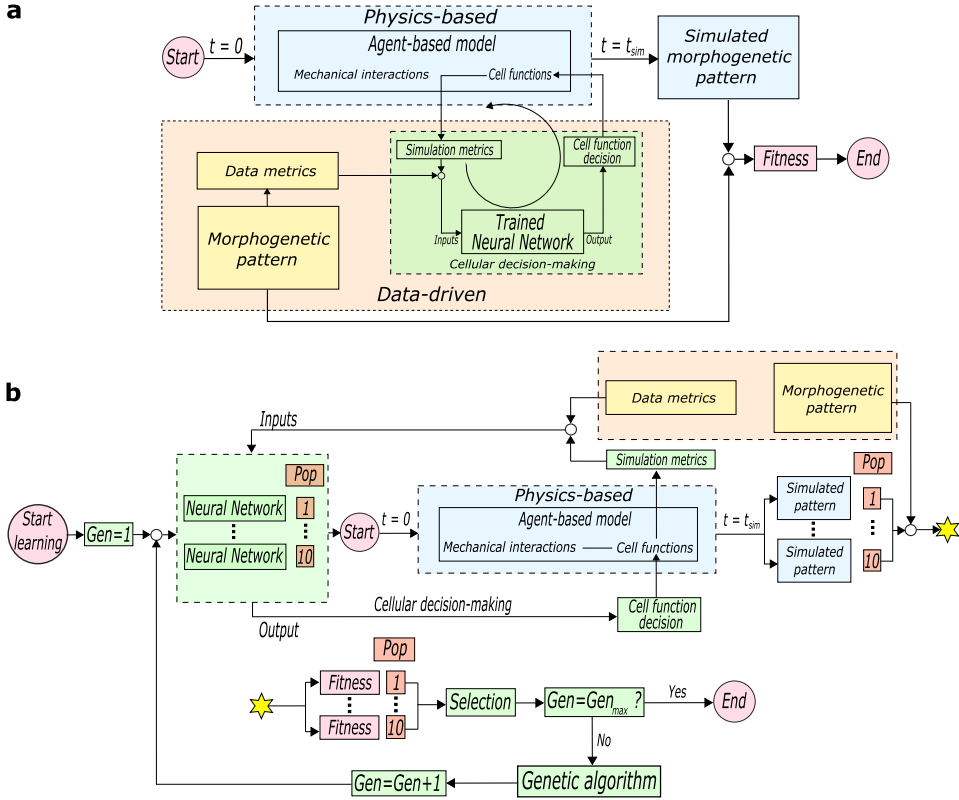 a
Physics-based
Agent-based model
Mechanical interactions
Cell functions
Start
t = 0
t = tsim
Simulated
morphogenetic
pattern
Simulation metrics
Cell function
decision
Data metrics
Morphogenetic
pattern
Inputs
Trained
Neural Network
Output
Cellular decision-making
Data-driven
Fitness
End
b
Data metrics
Morphogenetic
pattern
Inputs
Simulation metrics
Pop
Neural Network
1
Neural Network
10
Start
learning
Gen=1
Start
t = 0
Physics-based
Agent-based model
Mechanical interactions
Cell functions
t = tsim
Pop
Simulated
pattern
1
Simulated
pattern
10
Cellular decision-making
Output
Cell function
decision
Pop
Fitness
1
Fitness
10
Selection
Gen=Genmax ?
Yes
End
No
Gen=Gen+1
Genetic algorithm